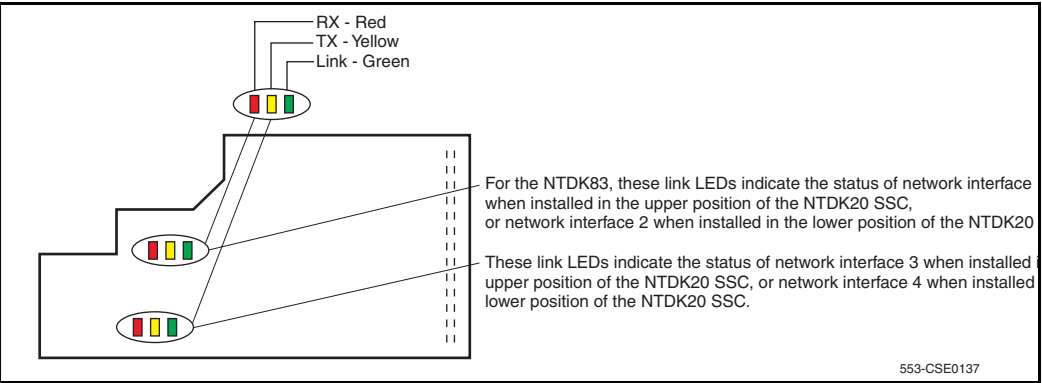 RX - Red
TX - Yellow
Link - Green
For the NTDK83, these link LEDs indicate the status of network interface
when installed in the upper position of the NTDK20 SSC,
or network interface 2 when installed in the lower position of the NTDK20
These link LEDs indicate the status of network interface 3 when installed
upper position of the NTDK20 SSC, or network interface 4 when installed
lower position of the NTDK20 SSC.
553-CSE0137